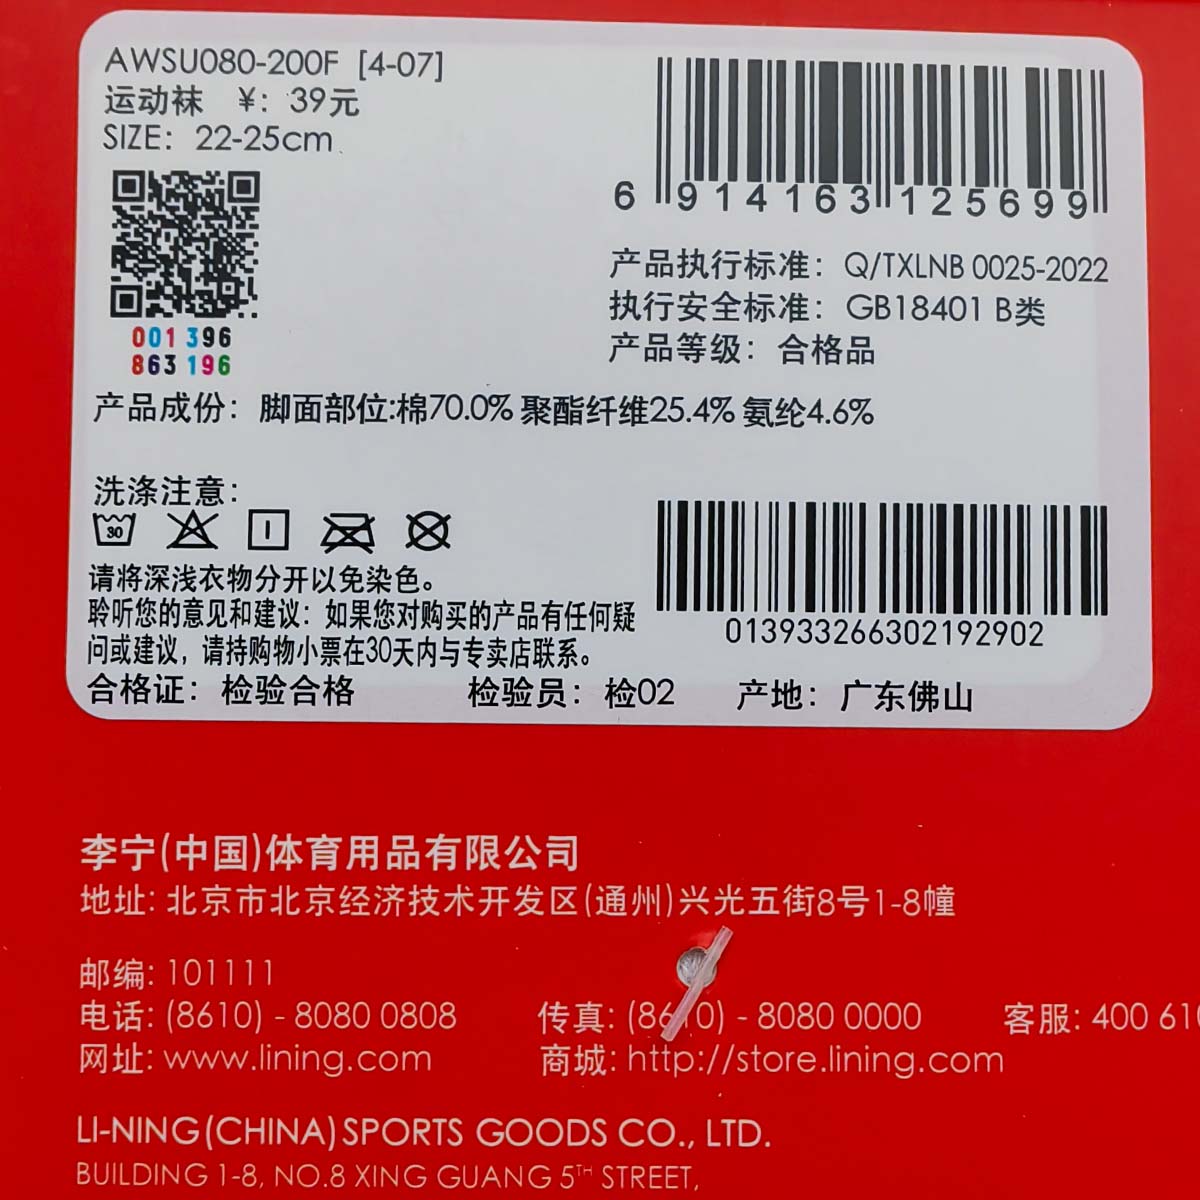 AWSU080-200F [4-07]
运动袜 ¥: 39元
SIZE: 22-25cm
001 396
863 196
6 914163 125699
产品执行标准: Q/TXLNB 0025-2022
执行安全标准: GB18401 B类
产品等级: 合格品
产品成份: 脚面部位:棉70.0% 聚酯纤维25.4% 氨纶4.6%
洗涤注意:
30
请将深浅衣物分开以免染色。
聆听您的意见和建议: 如果您对购买的产品有任何疑
问或建议, 请持购物小票在30天内与专卖店联系。
013933266302192902
合格证: 检验合格 检验员: 检02 产地: 广东佛山
李宁(中国)体育用品有限公司
地址: 北京市北京经济技术开发区(通州)兴光五街8号1-8幢
邮编: 101111
电话: (8610) - 8080 0808 传真: (8610) - 8080 0000 客服: 400 610
网址: www.lining.com 商城: http://store.lining.com
LI-NING(CHINA)SPORTS GOODS CO., LTD.
BUILDING 1-8, NO.8 XING GUANG 5TH STREET,